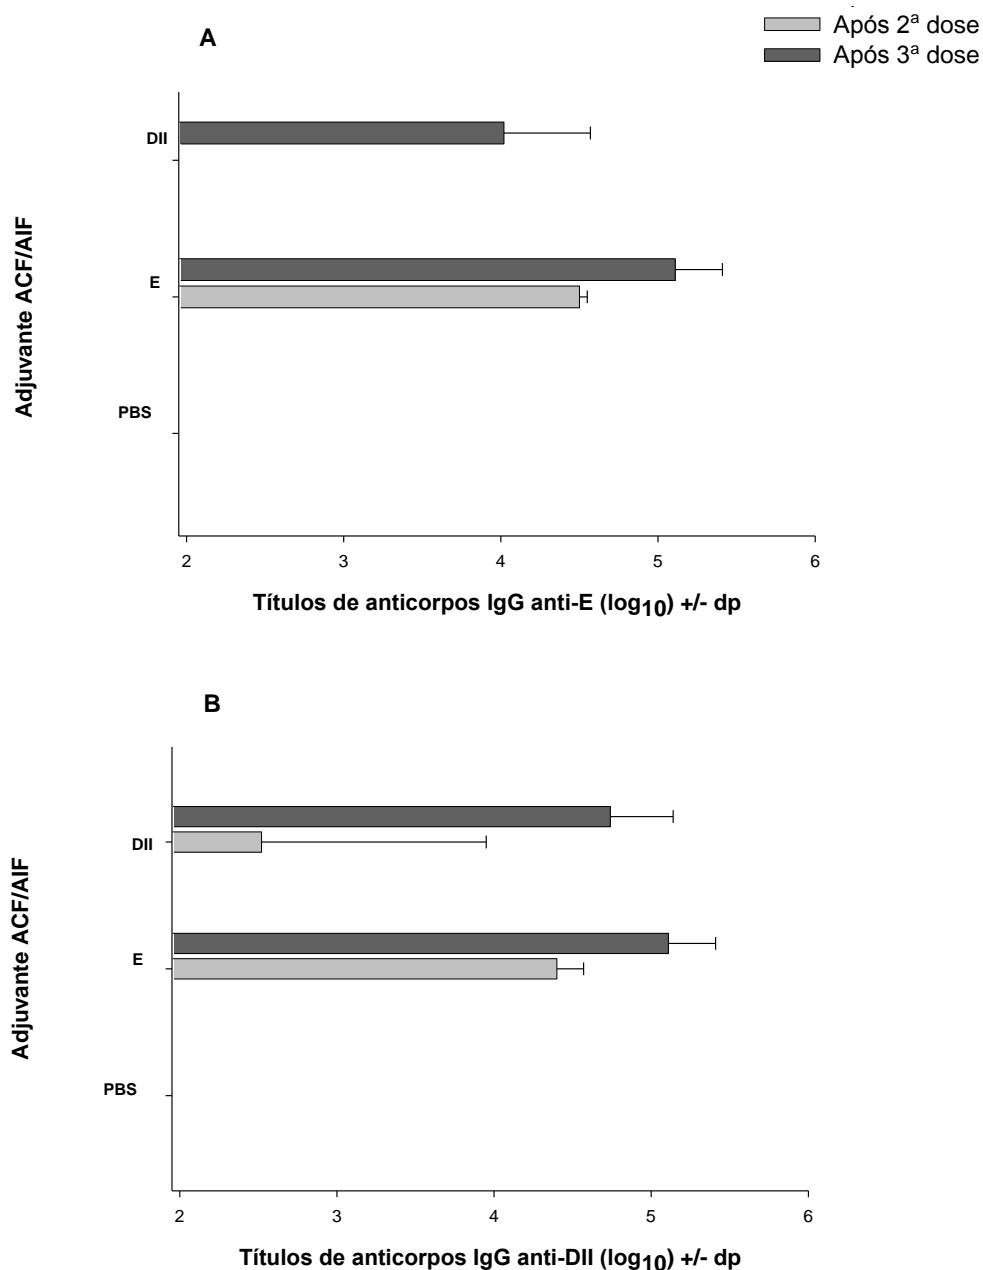 Após 2ª dose
Após 3ª dose
A
DII
E
PBS
Adjuvante ACF/AIF
2 3 4 5 6
Títulos de anticorpos IgG anti-E (log10) +/- dp
B
DII
E
PBS
Adjuvante ACF/AIF
2 3 4 5 6
Títulos de anticorpos IgG anti-DII (log10) +/- dp